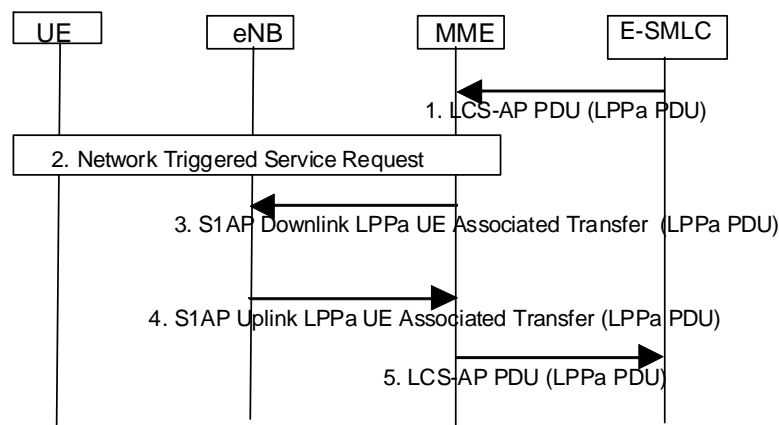 UE
eNB
MME
E-SMLC
1. LCS-AP PDU (LPPa PDU)
2. Network Triggered Service Request
3. S1AP Downlink LPPa UE Associated Transfer (LPPa PDU)
4. S1AP Uplink LPPa UE Associated Transfer (LPPa PDU)
5. LCS-AP PDU (LPPa PDU)